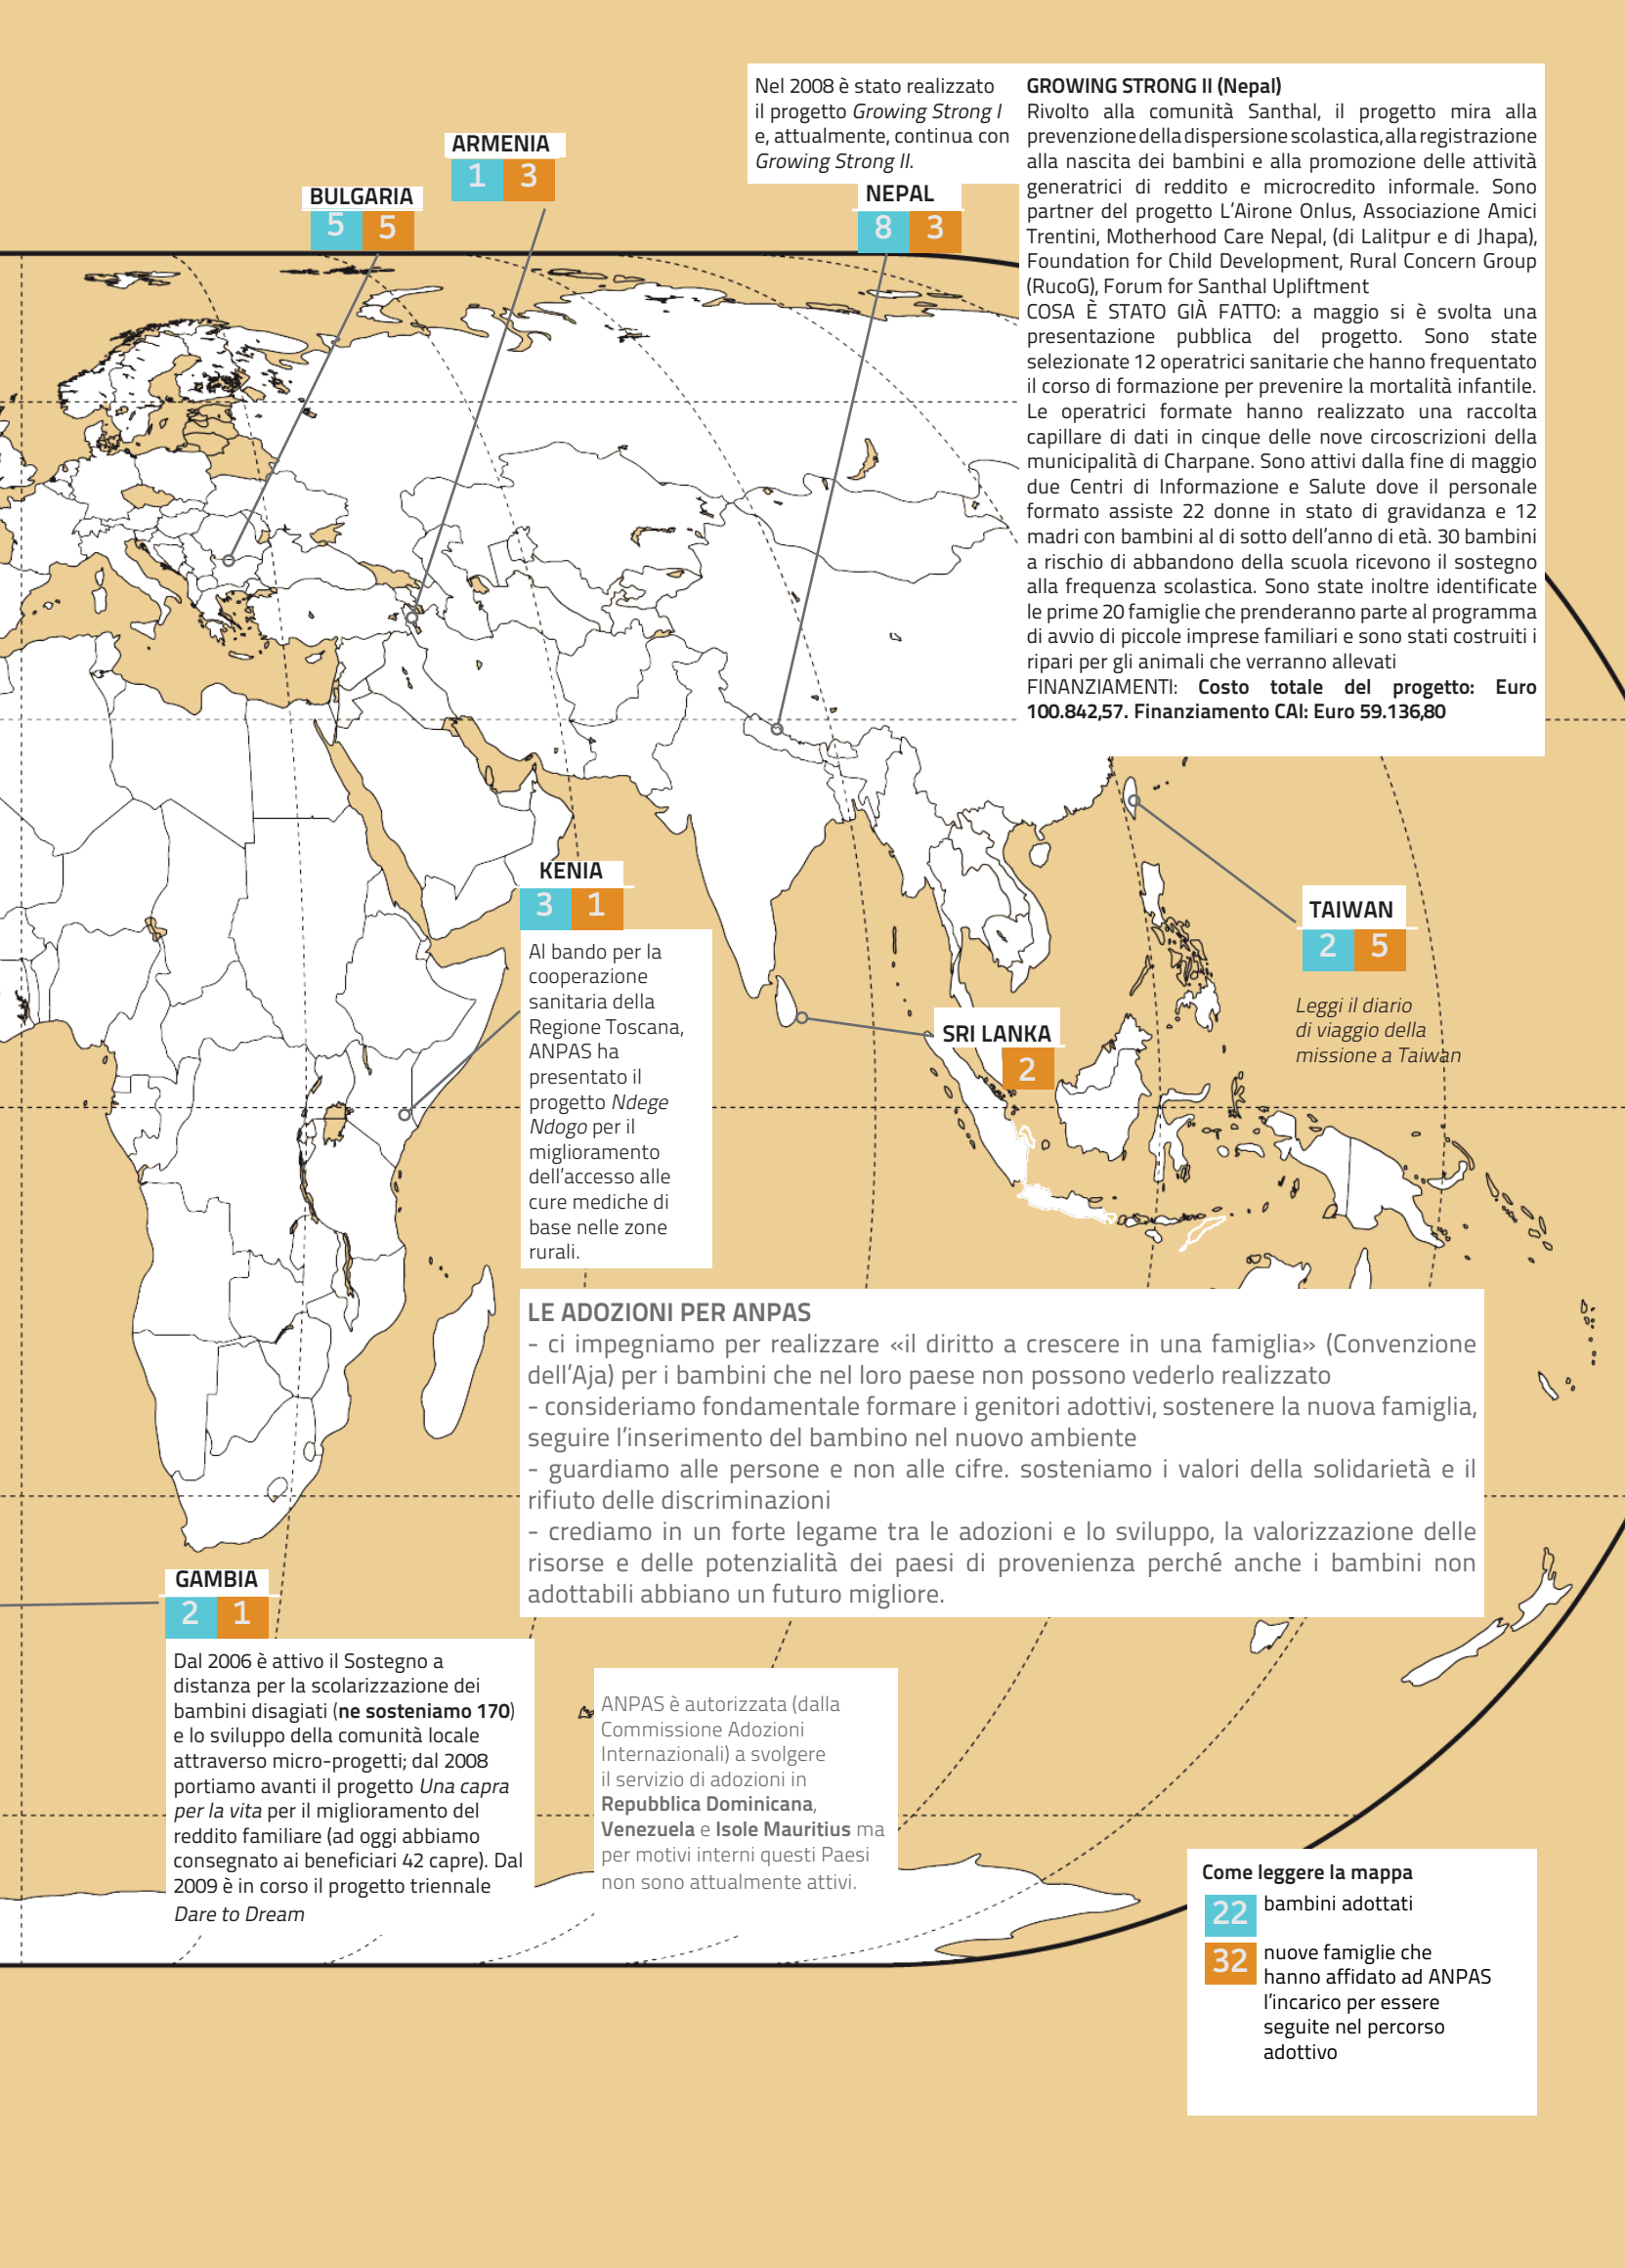 Nel 2008 è stato realizzato
il progetto Growing Strong I
e, attualmente, continua con
Growing Strong II.
GROWING STRONG II (Nepal)
Rivolto alla comunità Santhal, il progetto mira alla
prevenzione della dispersione scolastica, alla registrazione
alla nascita dei bambini e alla promozione delle attività
generatrici di reddito e microcredito informale. Sono
partner del progetto L'Airone Onlus, Associazione Amici
Trentini, Motherhood Care Nepal, (di Lalitpur e di Jhapa),
Foundation for Child Development, Rural Concern Group
(RucoG), Forum for Santhal Upliftment
COSA È STATO GIÀ FATTO: a maggio si è svolta una
presentazione pubblica del progetto. Sono state
selezionate 12 operatrici sanitarie che hanno frequentato
il corso di formazione per prevenire la mortalità infantile.
Le operatrici formate hanno realizzato una raccolta
capillare di dati in cinque delle nove circoscrizioni della
municipalità di Charpane. Sono attivi dalla fine di maggio
due Centri di Informazione e Salute dove il personale
formato assiste 22 donne in stato di gravidanza e 12
madri con bambini al di sotto dell'anno di età. 30 bambini
a rischio di abbandono della scuola ricevono il sostegno
alla frequenza scolastica. Sono state inoltre identificate
le prime 20 famiglie che prenderanno parte al programma
di avvio di piccole imprese familiari e sono stati costruiti i
ripari per gli animali che verranno allevati
FINANZIAMENTI: Costo totale del progetto: Euro
100.842,57. Finanziamento CAI: Euro 59.136,80
ARMENIA
1 3
BULGARIA
5 5
NEPAL
8 3
KENIA
3 1
Al bando per la
cooperazione
sanitaria della
Regione Toscana,
ANPAS ha
presentato il
progetto Ndege
Ndogo per il
miglioramento
dell'accesso alle
cure mediche di
base nelle zone
rurali.
TAIWAN
2 5
Leggi il diario
di viaggio della
missione a Taiwan
SRI LANKA
2
LE ADOZIONI PER ANPAS
- ci impegniamo per realizzare «il diritto a crescere in una famiglia» (Convenzione
dell'Aja) per i bambini che nel loro paese non possono vederlo realizzato
- consideriamo fondamentale formare i genitori adottivi, sostenere la nuova famiglia,
seguire l'inserimento del bambino nel nuovo ambiente
- guardiamo alle persone e non alle cifre. sosteniamo i valori della solidarietà e il
rifiuto delle discriminazioni
- crediamo in un forte legame tra le adozioni e lo sviluppo, la valorizzazione delle
risorse e delle potenzialità dei paesi di provenienza perché anche i bambini non
adottabili abbiano un futuro migliore.
GAMBIA
2 1
Dal 2006 è attivo il Sostegno a
distanza per la scolarizzazione dei
bambini disagiati (ne sosteniamo 170)
e lo sviluppo della comunità locale
attraverso micro-progetti; dal 2008
portiamo avanti il progetto Una capra
per la vita per il miglioramento del
reddito familiare (ad oggi abbiamo
consegnato ai beneficiari 42 capre). Dal
2009 è in corso il progetto triennale
Dare to Dream
ANPAS è autorizzata (dalla
Commissione Adozioni
Internazionali) a svolgere
il servizio di adozioni in
Repubblica Dominicana,
Venezuela e Isole Mauritius ma
per motivi interni questi Paesi
non sono attualmente attivi.
Come leggere la mappa
22 bambini adottati
32 nuove famiglie che
hanno affidato ad ANPAS
l'incarico per essere
seguite nel percorso
adottivo